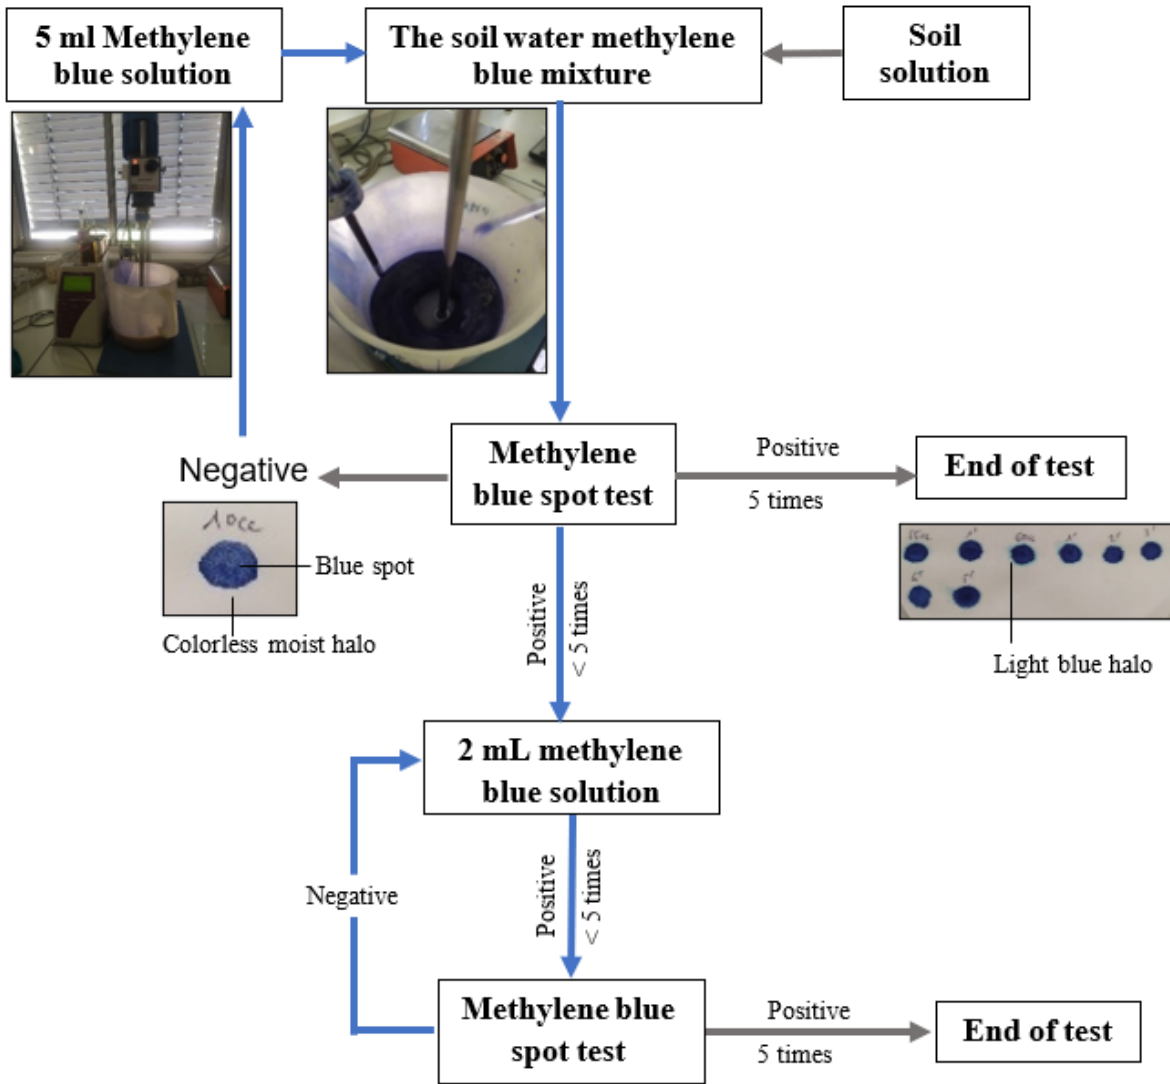 5 ml Methylene
blue solution
The soil water methylene
blue mixture
Soil
solution
Methylene
blue spot test
Positive
5 times
End of test
Negative
10cc
Blue spot
Colorless moist halo
Light blue halo
Positive
< 5 times
2 mL methylene
blue solution
Negative
Positive
< 5 times
Methylene blue
spot test
Positive
5 times
End of test